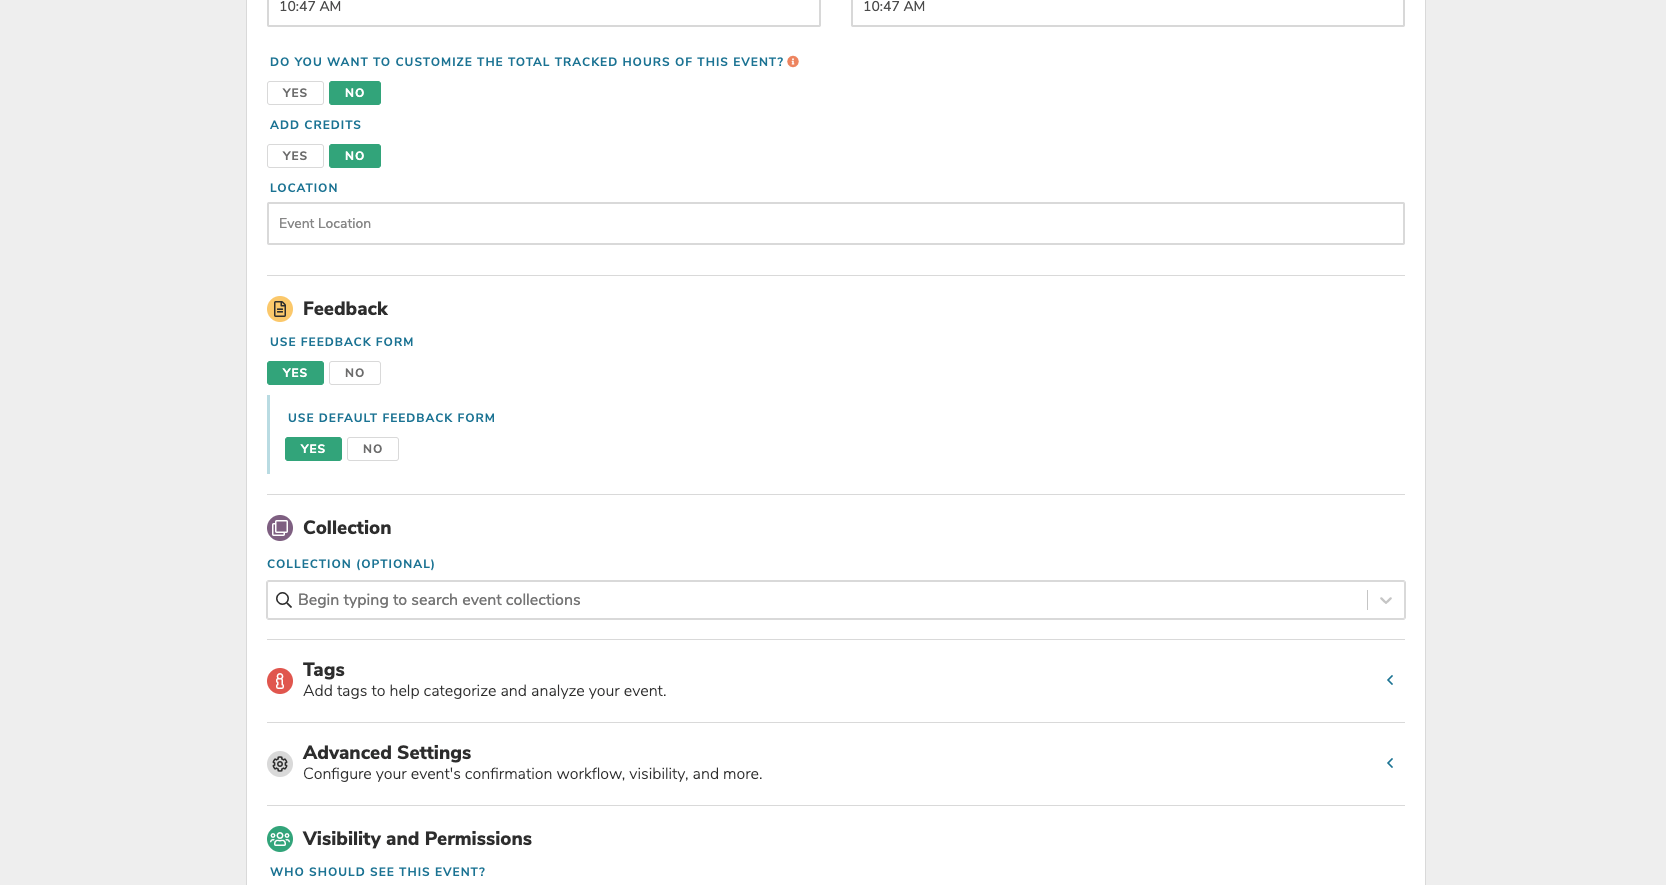 10:47 AM 10:47 AM
DO YOU WANT TO CUSTOMIZE THE TOTAL TRACKED HOURS OF THIS EVENT?
YES NO
ADD CREDITS
YES NO
LOCATION
Event Location
Feedback
USE FEEDBACK FORM
YES NO
USE DEFAULT FEEDBACK FORM
YES NO
Collection
COLLECTION (OPTIONAL)
Begin typing to search event collections
Tags
Add tags to help categorize and analyze your event.
Advanced Settings
Configure your event's confirmation workflow, visibility, and more.
Visibility and Permissions
WHO SHOULD SEE THIS EVENT?